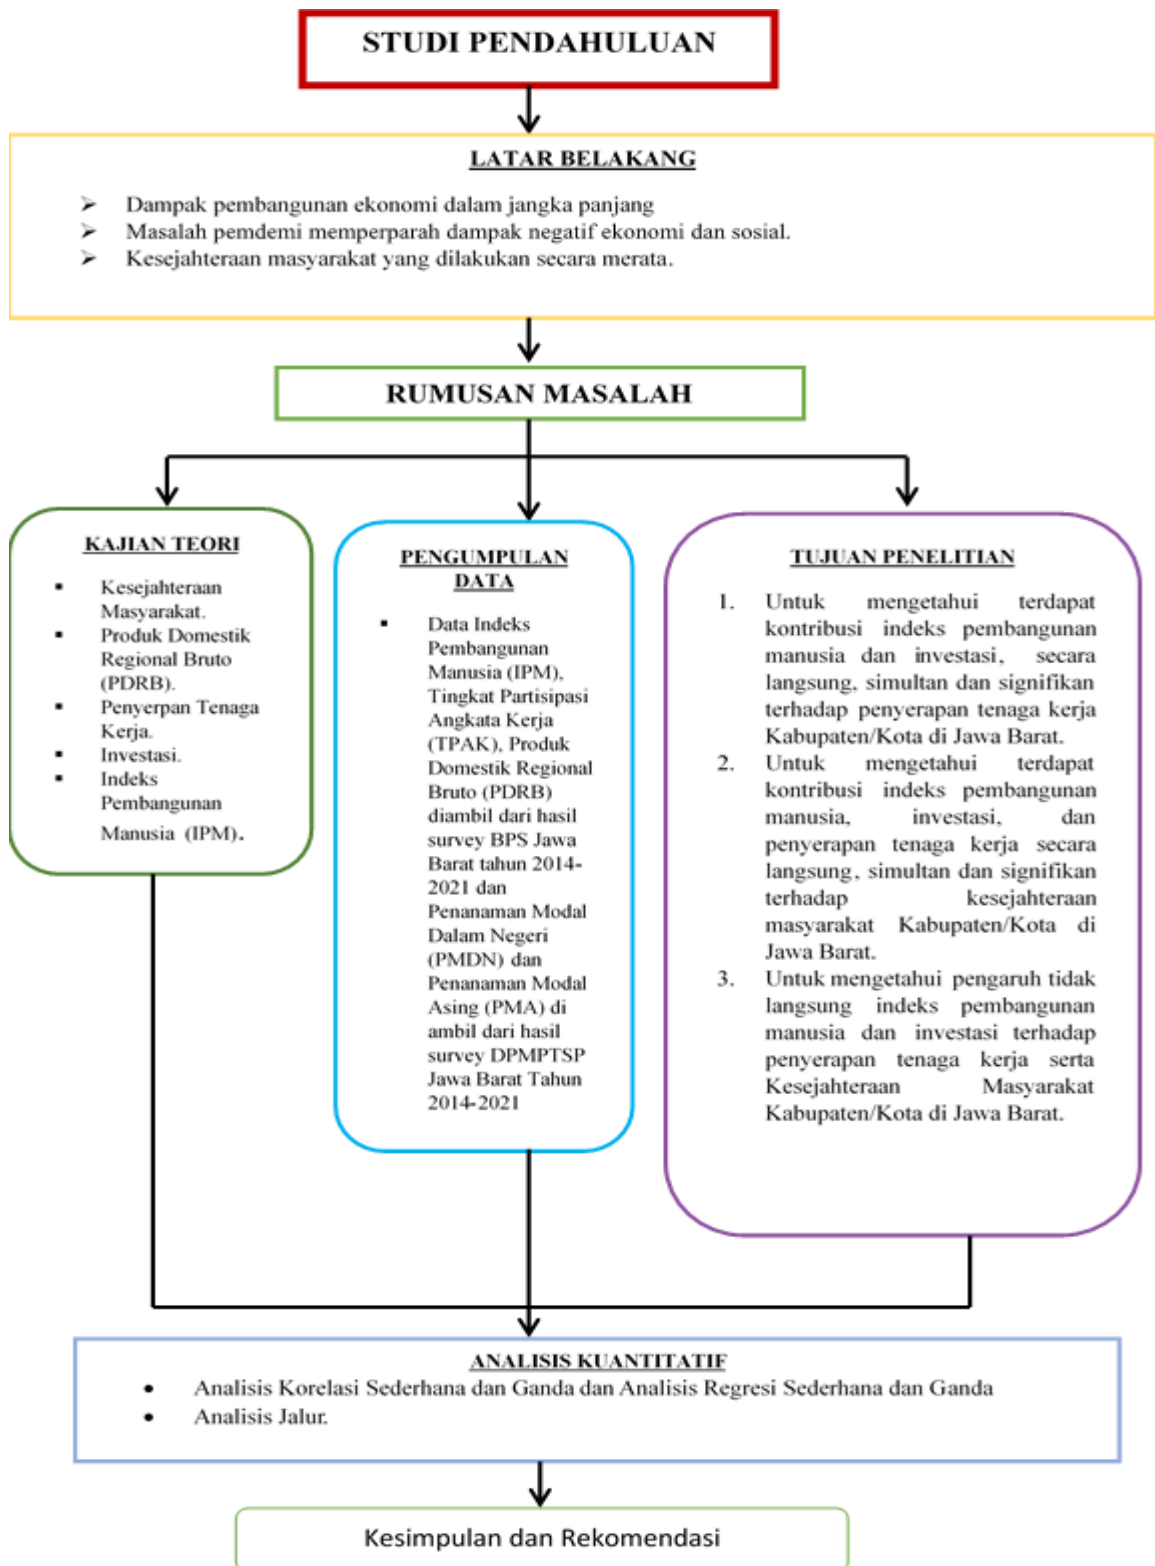 STUDI PENDAHULUAN
LATAR BELAKANG
➢ Dampak pembangunan ekonomi dalam jangka panjang
➢ Masalah pemdemi memperparah dampak negatif ekonomi dan sosial.
➢ Kesejahteraan masyarakat yang dilakukan secara merata.
RUMUSAN MASALAH
KAJIAN TEORI
▪ Kesejahteraan
Masyarakat.
▪ Produk Domestik
Regional Bruto
(PDRB).
▪ Penyerpan Tenaga
Kerja.
▪ Investasi.
▪ Indeks
Pembangunan
Manusia (IPM).
PENGUMPULAN
DATA
▪ Data Indeks
Pembangunan
Manusia (IPM),
Tingkat Partisipasi
Angkata Kerja
(TPAK), Produk
Domestik Regional
Bruto (PDRB)
diambil dari hasil
survey BPS Jawa
Barat tahun 2014-
2021 dan
Penanaman Modal
Dalam Negeri
(PMDN) dan
Penanaman Modal
Asing (PMA) di
ambil dari hasil
survey DPMPTSP
Jawa Barat Tahun
2014-2021
TUJUAN PENELITIAN
1. Untuk mengetahui terdapat
kontribusi indeks pembangunan
manusia dan investasi, secara
langsung, simultan dan signifikan
terhadap penyerapan tenaga kerja
Kabupaten/Kota di Jawa Barat.
2. Untuk mengetahui terdapat
kontribusi indeks pembangunan
manusia, investasi, dan
penyerapan tenaga kerja secara
langsung, simultan dan signifikan
terhadap kesejahteraan
masyarakat Kabupaten/Kota di
Jawa Barat.
3. Untuk mengetahui pengaruh tidak
langsung indeks pembangunan
manusia dan investasi terhadap
penyerapan tenaga kerja serta
Kesejahteraan Masyarakat
Kabupaten/Kota di Jawa Barat.
ANALISIS KUANTITATIF
• Analisis Korelasi Sederhana dan Ganda dan Analisis Regresi Sederhana dan Ganda
• Analisis Jalur.
Kesimpulan dan Rekomendasi